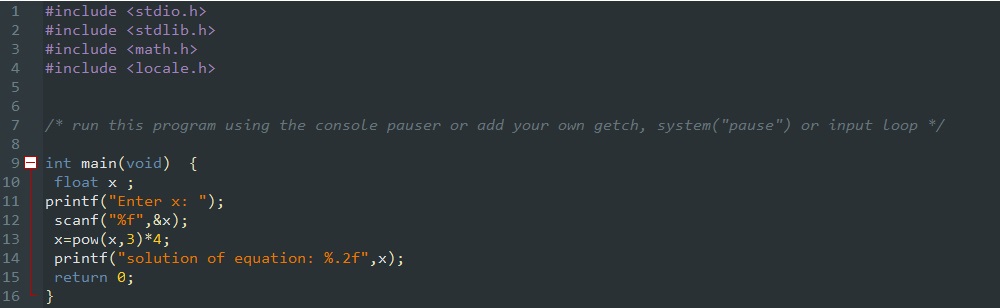 1 #include <stdio.h>
2 #include <stdlib.h>
3 #include <math.h>
4 #include <locale.h>
5
6
7 /* run this program using the console pauser or add your own getch, system("pause") or input loop */
8
9 int main(void)  {
10 float x ;
11 printf("Enter x: ");
12 scanf("%f",&x);
13 x=pow(x,3)*4;
14 printf("solution of equation: %.2f",x);
15 return 0;
16 }